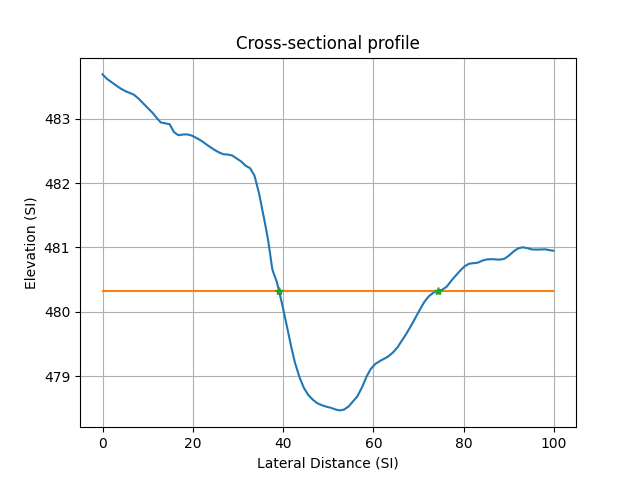 Cross-sectional profile
Elevation (SI)
483
482
481
480
479
0 20 40 60 80 100
Lateral Distance (SI)